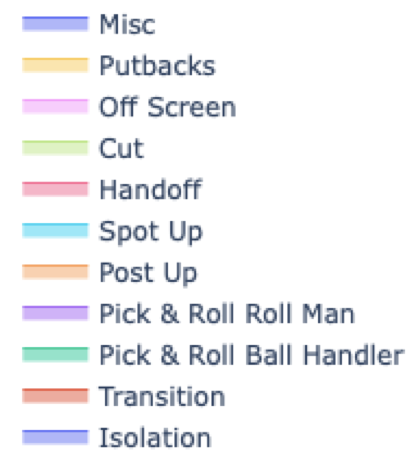 Misc
Putbacks
Off Screen
Cut
Handoff
Spot Up
Post Up
Pick & Roll Roll Man
Pick & Roll Ball Handler
Transition
Isolation